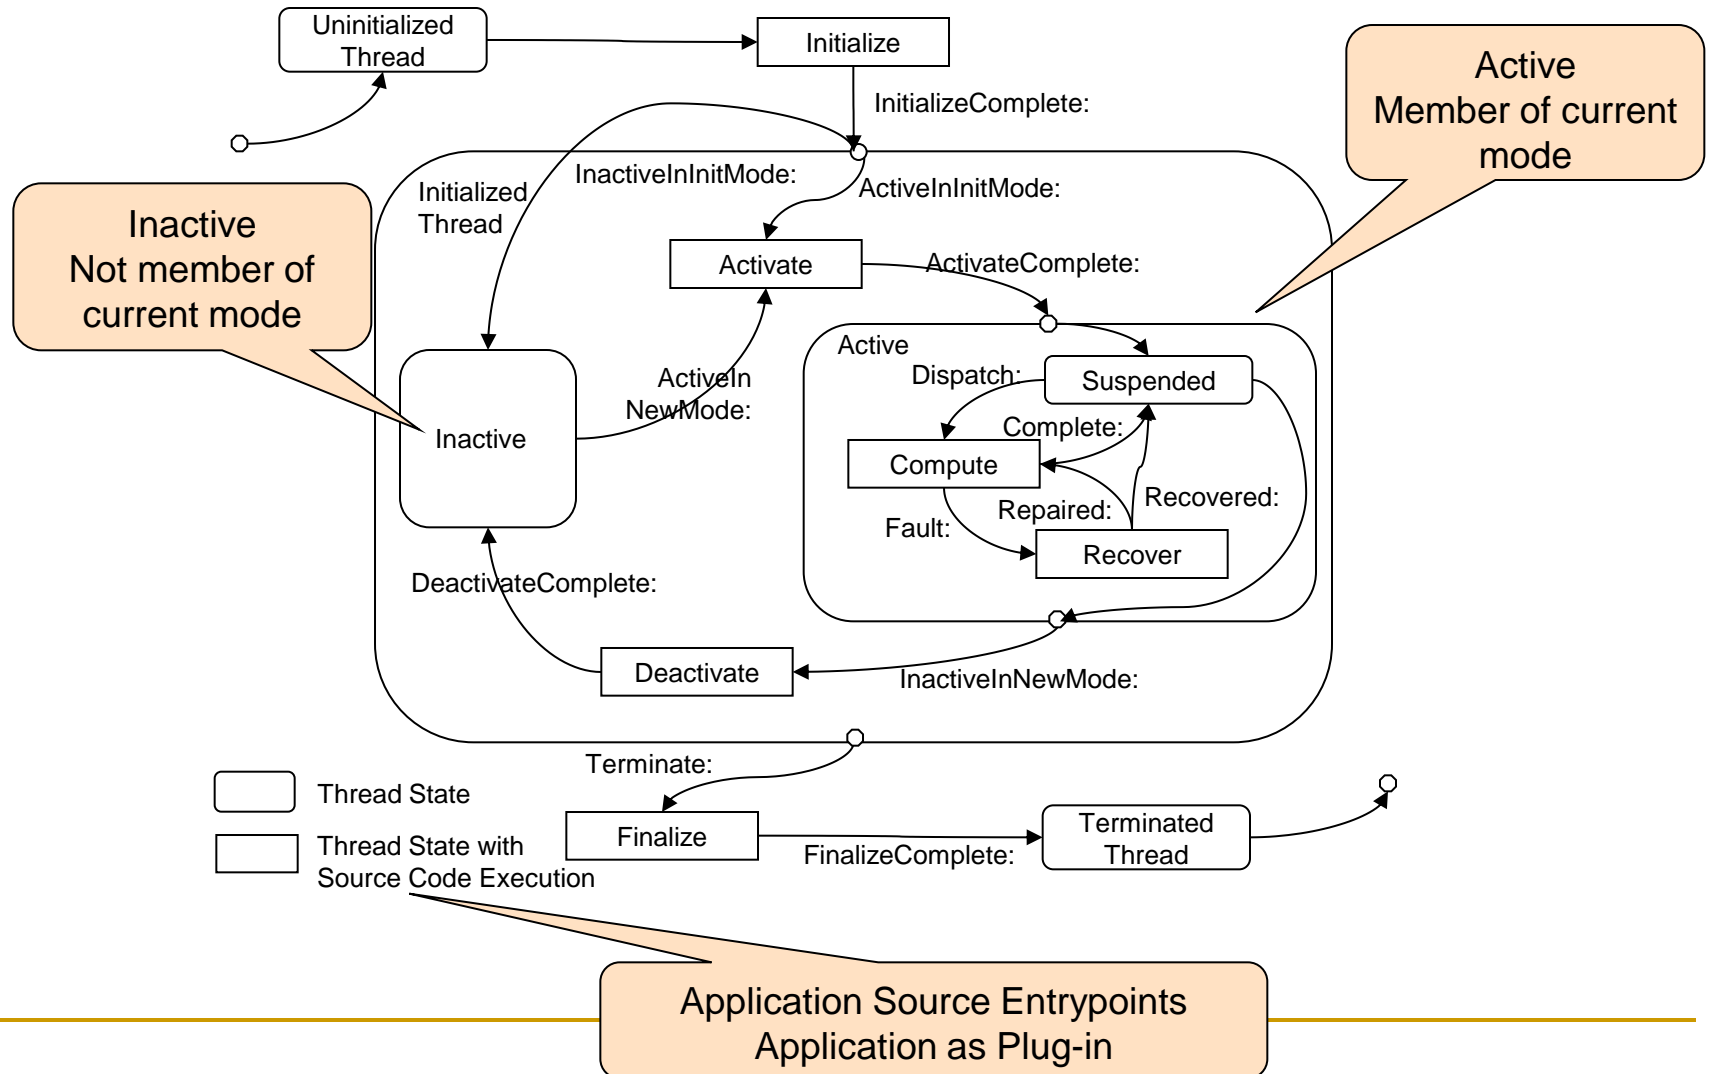 Uninitialized
Thread
Initialize
InitializeComplete:
Active
Member of current
mode
Inactive
Not member of
current mode
Initialized
Thread
InactiveInInitMode:
ActiveInInitMode:
Activate
ActivateComplete:
Active
Suspended
Dispatch:
ActiveIn
NewMode:
Complete:
Inactive
Compute
Recovered:
Repaired:
Fault:
Recover
DeactivateComplete:
Deactivate
InactiveInNewMode:
Terminate:
Thread State
Finalize
FinalizeComplete:
Terminated
Thread
Thread State with
Source Code Execution
Application Source Entrypoints
Application as Plug-in